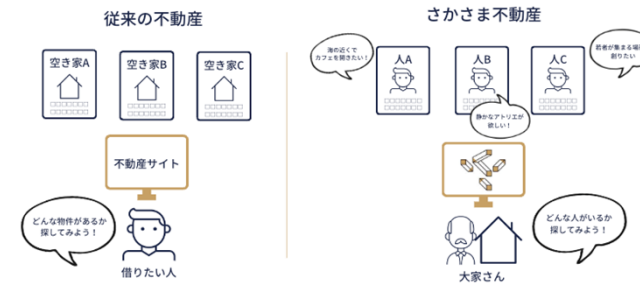 従来の不動産
空き家A
空き家B
空き家C
不動産サイト
どんな物件があるか
探してみよう！
借りたい人
さかさま不動産
海の近くで
カフェを開きたい！
人A
人B
人C
若者が集まる場
創りたい
静かなアトリエが
欲しい！
どんな人がいるか
探してみよう！
大家さん